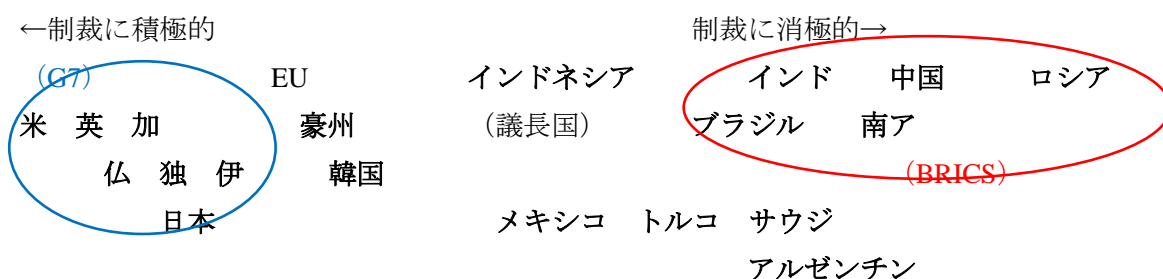 ←制裁に積極的 制裁に消極的→
（G7） EU インドネシア インド 中国 ロシア
米 英 加 豪州 （議長国） ブラジル 南ア
仏 独 伊 韓国 （BRICS）
日本 メキシコ トルコ サウジ
アルゼンチン